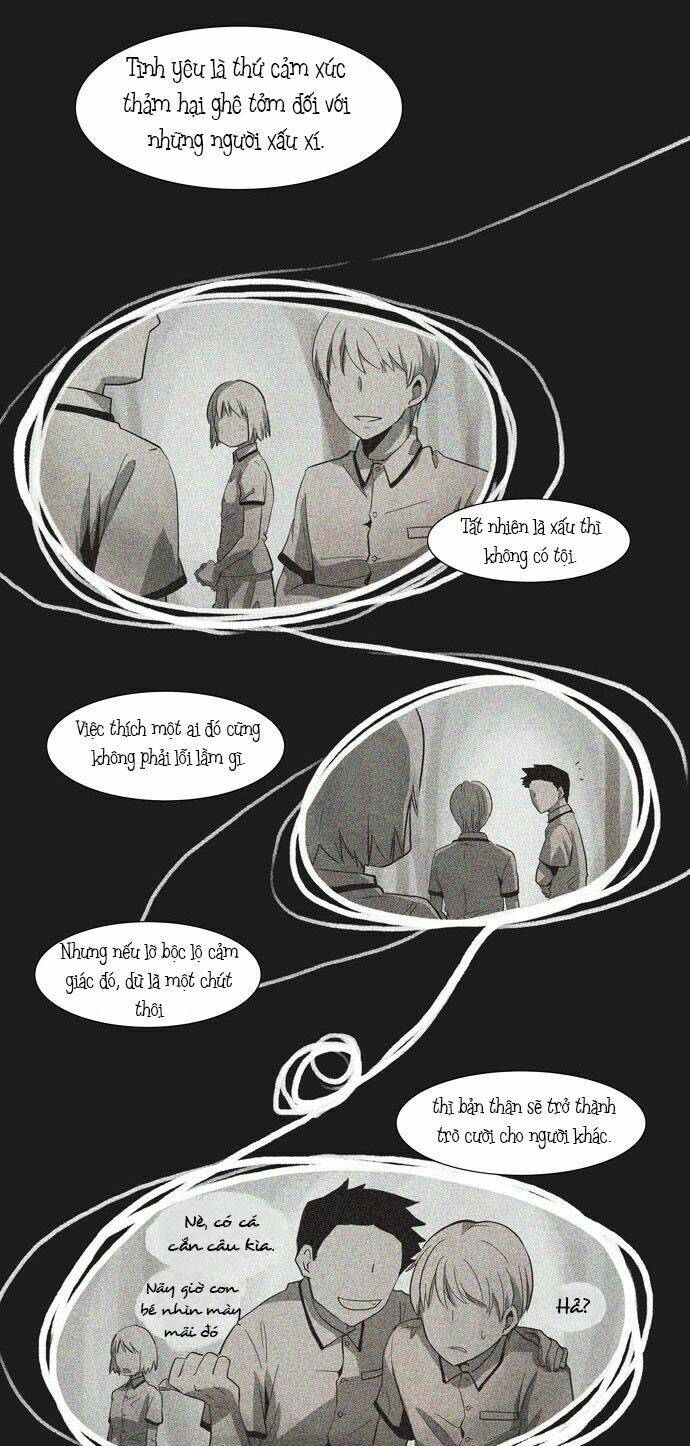 Tình yêu là thứ cảm xúc
thảm hại ghê tởm đối với
những người xấu xí.
Tất nhiên là xấu thì
không có tội.
Việc thích một ai đó cũng
không phải lỗi lầm gì.
Nhưng nếu lỡ bộc lộ cảm
giác đó, dù là một chút
thôi
thì bản thân sẽ trở thành
trò cười cho người khác.
Nè, có cá
cắn câu kìa.
Nãy giờ con
bé nhìn mày
mãi đó
Hả?